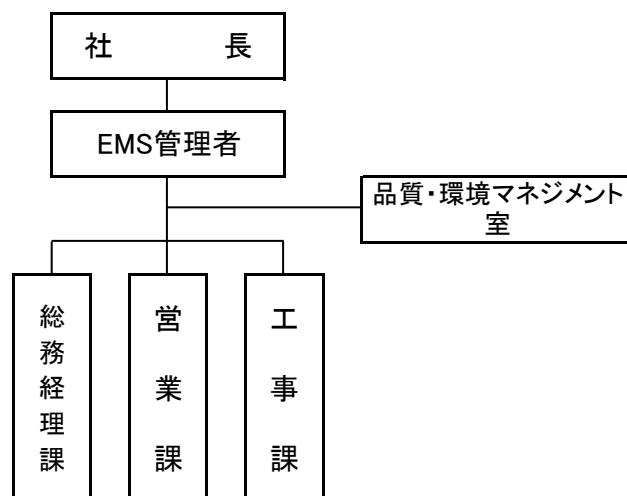 社　　　長
EMS管理者
品質・環境マネジメント
室
総務経理課
営業課
工事課